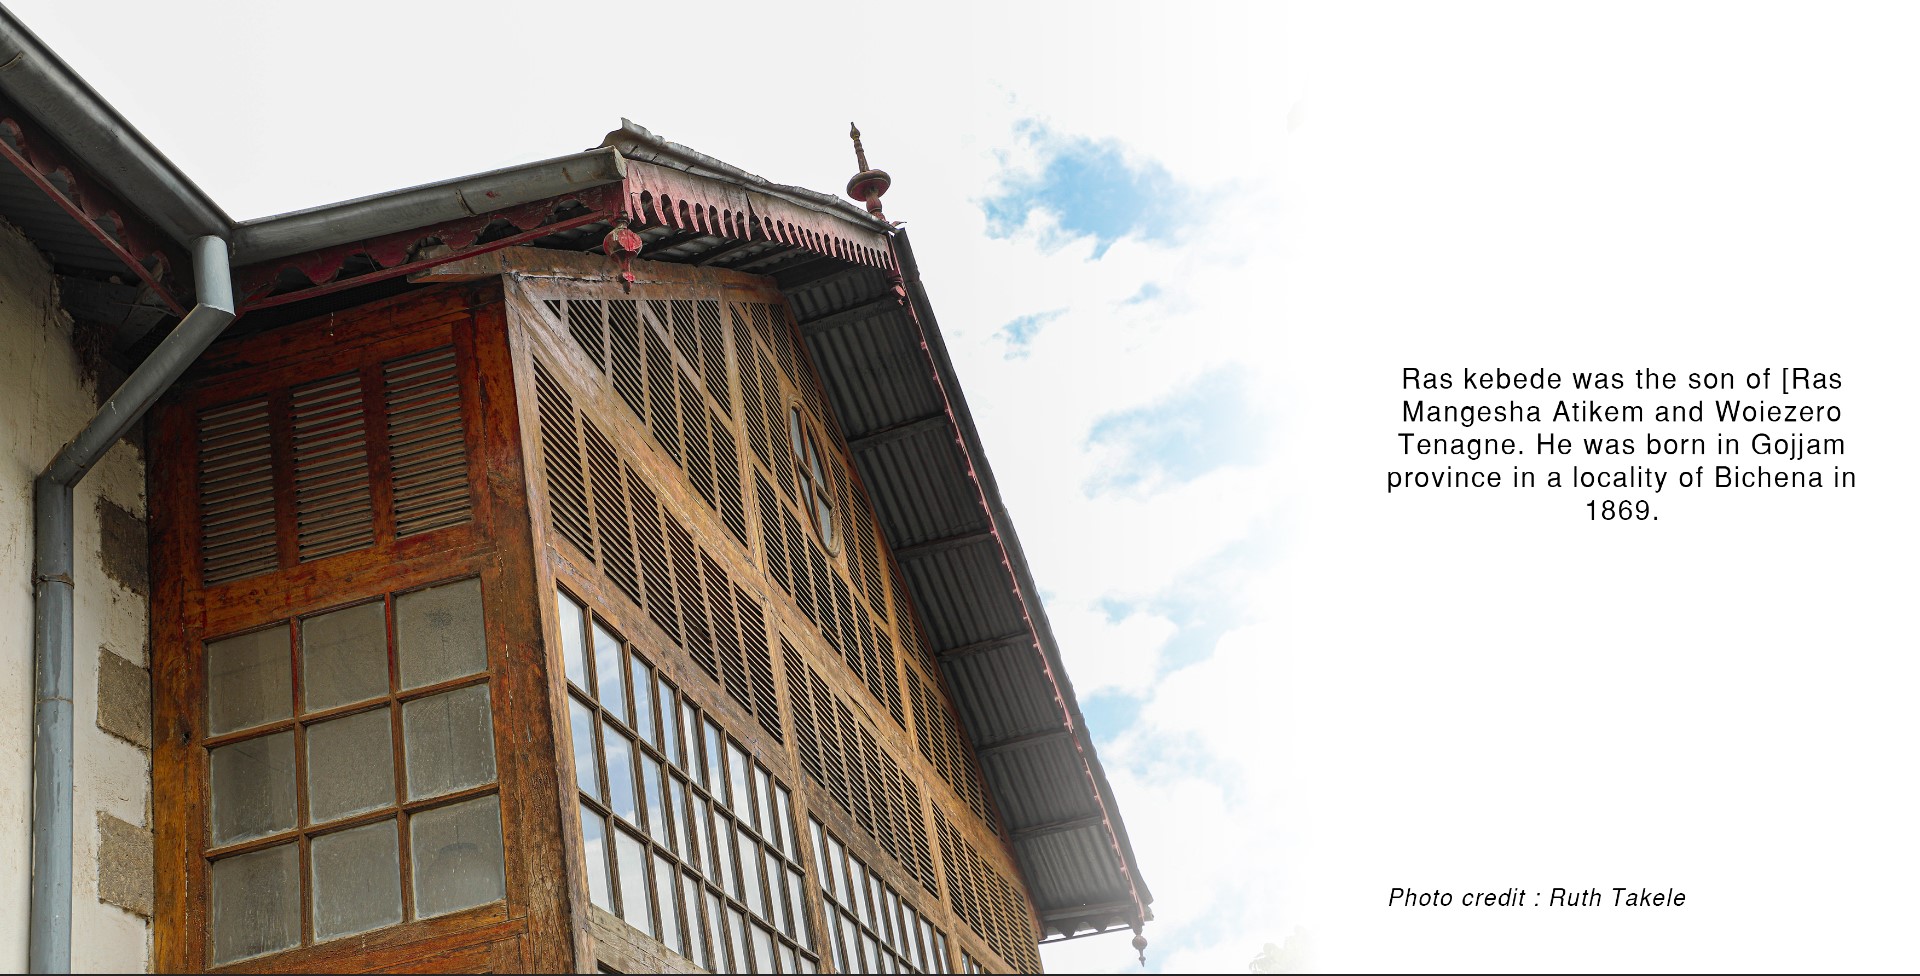 Ras kebede was the son of [Ras
Mangesha Atikem and Woiezero
Tenagne. He was born in Gojjam
province in a locality of Bichena in
1869.
Photo credit : Ruth Takele